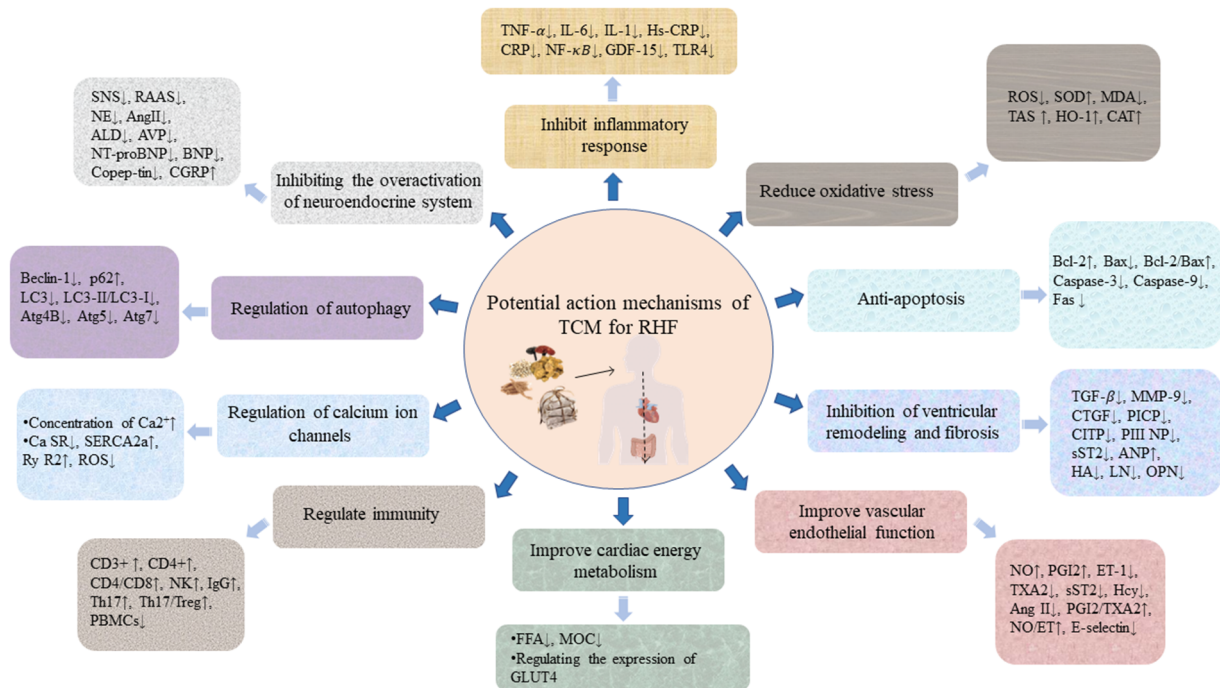 TNF-α↓, IL-6↓, IL-1↓, Hs-CRP↓,
CRP↓, NF-κB↓, GDF-15↓, TLR4↓
Inhibit inflammatory
response
SNS↓, RAAS↓,
NE↓, AngII↓,
ALD↓, AVP↓,
NT-proBNP↓, BNP↓,
Copep-tin↓, CGRP↑
Inhibiting the overactivation
of neuroendocrine system
ROS↓, SOD↑, MDA↓,
TAS ↑, HO-1↑, CAT↑
Reduce oxidative stress
Beclin-1↓, p62↑,
LC3↓, LC3-II/LC3-I↓,
Atg4B↓, Atg5↓, Atg7↓
Regulation of autophagy
Potential action mechanisms of
TCM for RHF
Anti-apoptosis
Bcl-2↑, Bax↓, Bcl-2/Bax↑,
Caspase-3↓, Caspase-9↓,
Fas ↓
•Concentration of Ca2+↑
•Ca SR↓, SERCA2a↑,
Ry R2↑, ROS↓
Regulation of calcium ion
channels
Inhibition of ventricular
remodeling and fibrosis
TGF-β↓, MMP-9↓,
CTGF↓, PICP↓,
CITP↓, PIII NP↓,
sST2↓, ANP↑,
HA↓, LN↓, OPN↓
Regulate immunity
CD3+ ↑, CD4+↑,
CD4/CD8↑, NK↑, IgG↑,
Th17↑, Th17/Treg↑,
PBMCs↓
Improve cardiac energy
metabolism
•FFA↓, MOC↓
•Regulating the expression of
GLUT4
Improve vascular
endothelial function
NO↑, PGI2↑, ET-1↓,
TXA2↓, sST2↓, Hcy↓,
Ang II↓, PGI2/TXA2↑,
NO/ET↑, E-selectin↓